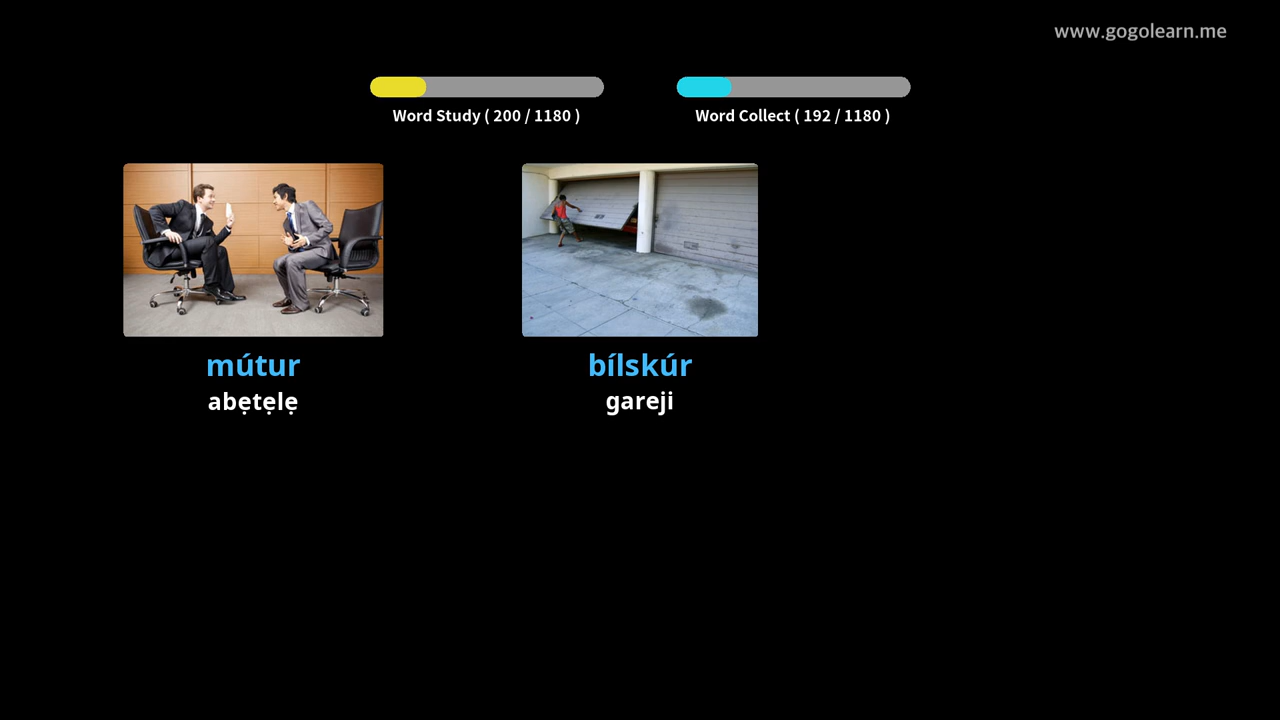 www.gogolearn.me
Word Study ( 200 / 1180 )
Word Collect ( 192 / 1180 )
mútur
abẹtẹlẹ
bílskúr
gareji